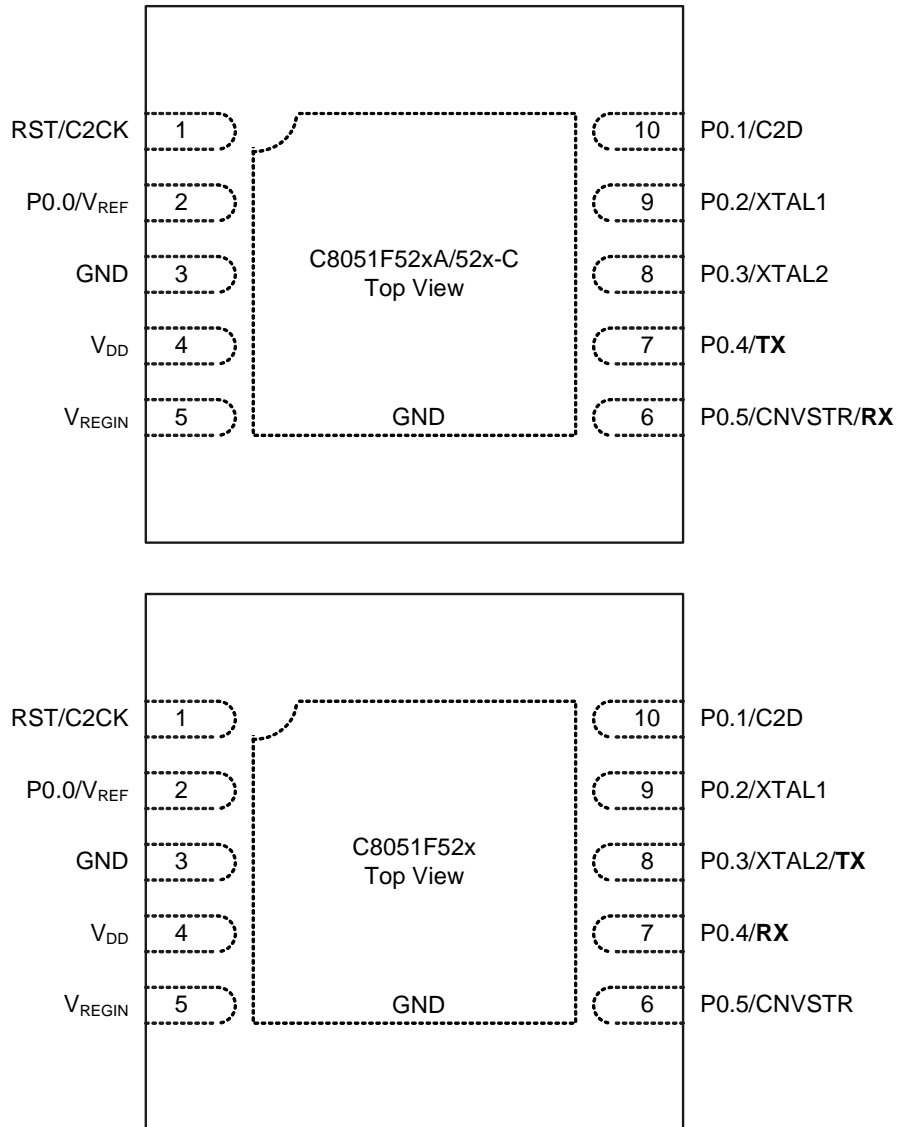 RST/C2CK 1 10 P0.1/C2D
P0.0/VREF 2 9 P0.2/XTAL1
GND 3 8 P0.3/XTAL2
C8051F52xA/52x-C
Top View
VDD 4 7 P0.4/TX
VREGIN 5 GND 6 P0.5/CNVSTR/RX
RST/C2CK 1 10 P0.1/C2D
P0.0/VREF 2 9 P0.2/XTAL1
GND 3 8 P0.3/XTAL2/TX
C8051F52x
Top View
VDD 4 7 P0.4/RX
VREGIN 5 GND 6 P0.5/CNVSTR